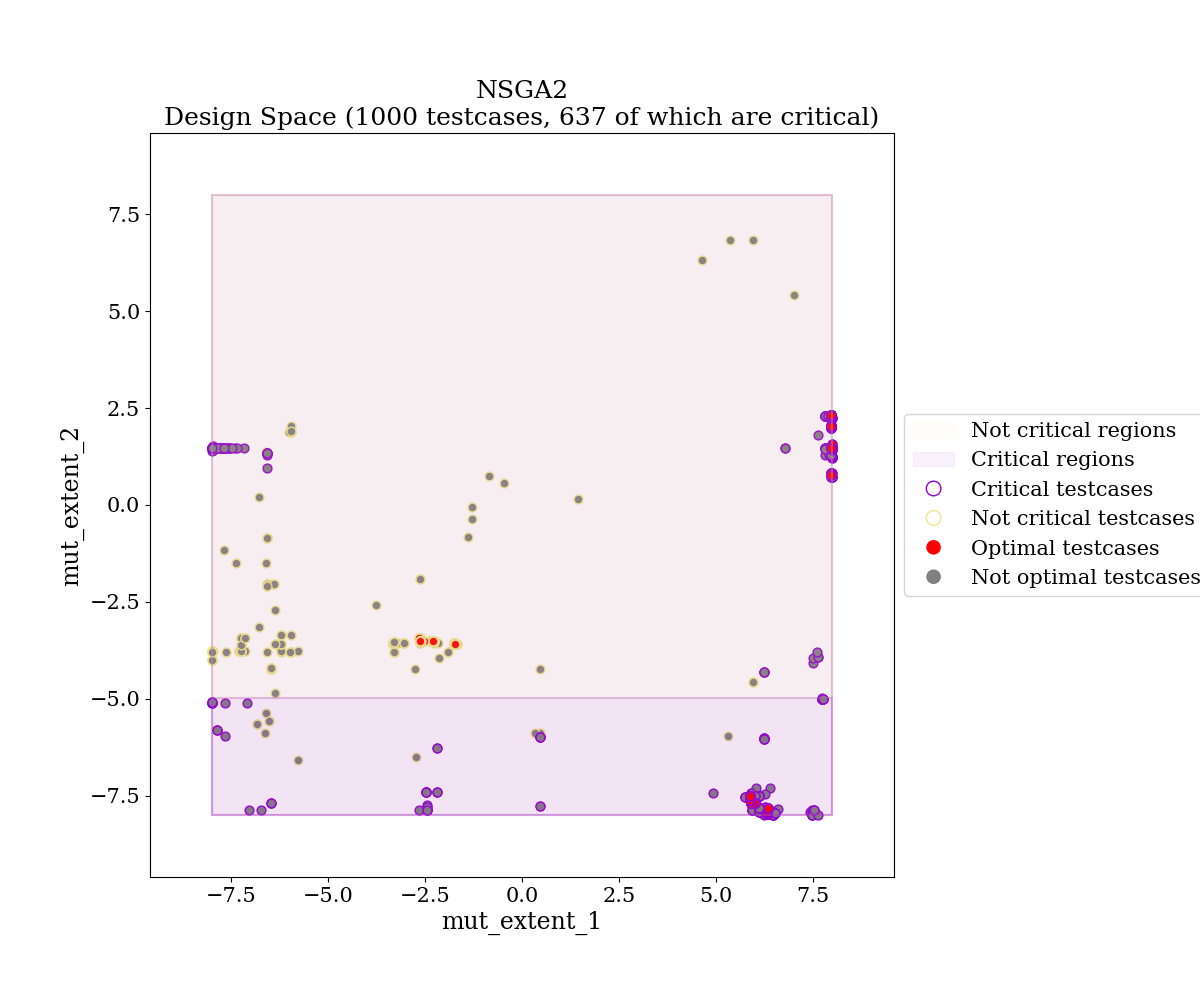 NSGA2
Design Space (1000 testcases, 637 of which are critical)
7.5
5.0
2.5
0.0
−2.5
−5.0
−7.5
mut_extent_2
−7.5 −5.0 −2.5 0.0 2.5 5.0 7.5
mut_extent_1
Not critical regions
Critical regions
Critical testcases
Not critical testcases
Optimal testcases
Not optimal testcases